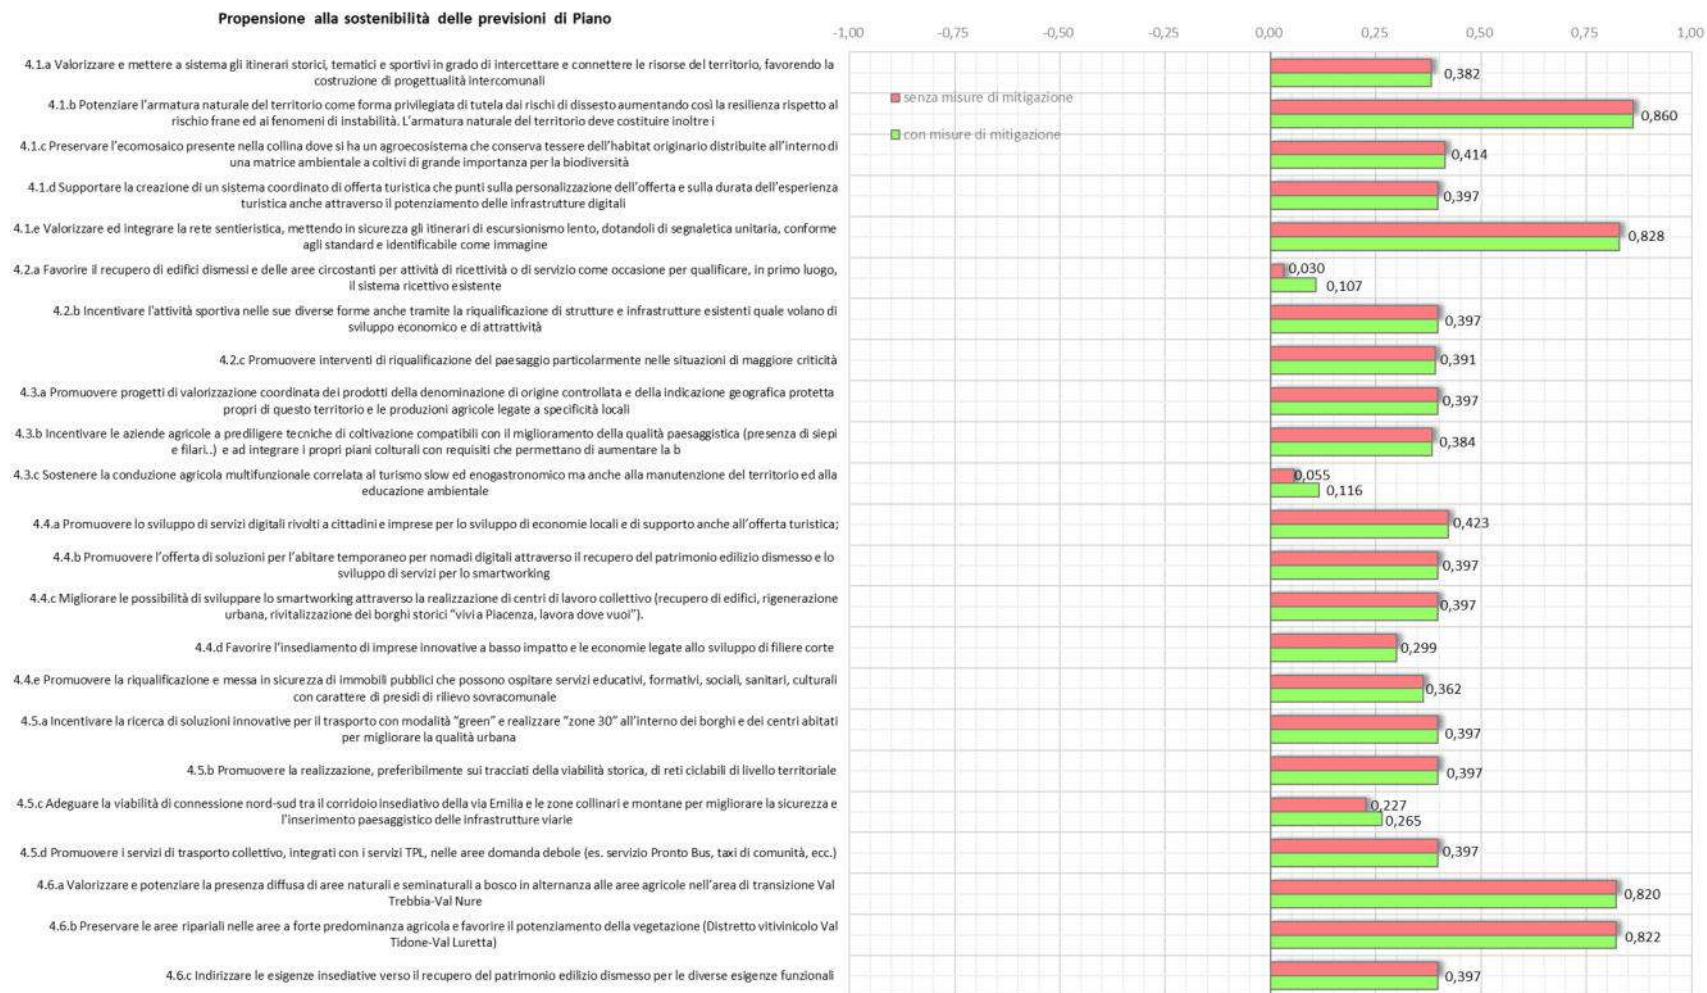 Propensione alla sostenibilità delle previsioni di Piano
-1,00 -0,75 -0,50 -0,25 0,00 0,25 0,50 0,75 1,00
senza misure di mitigazione
con misure di mitigazione
4.1.a Valorizzare e mettere a sistema gli itinerari storici, tematici e sportivi in grado di intercettare e connettere le risorse del territorio, favorendo la
costruzione di progettualità intercomunali
0,382
4.1.b Potenziare l'armatura naturale del territorio come forma privilegiata di tutela dai rischi di dissesto aumentando così la resilienza rispetto al
rischio frane ed ai fenomeni di instabilità. L'armatura naturale del territorio deve costituire inoltre i
0,860
4.1.c Preservare l'ecomosaico presente nella collina dove si ha un agroecosistema che conserva tessere dell'habitat originario distribuite all'interno di
una matrice ambientale a coltivi di grande importanza per la biodiversità
0,414
4.1.d Supportare la creazione di un sistema coordinato di offerta turistica che punti sulla personalizzazione dell'offerta e sulla durata dell'esperienza
turistica anche attraverso il potenziamento delle infrastrutture digitali
0,397
4.1.e Valorizzare ed integrare la rete sentieristica, mettendo in sicurezza gli itinerari di escursionismo lento, dotandoli di segnaletica unitaria, conforme
agli standard e identificabile come immagine
0,828
4.2.a Favorire il recupero di edifici dismessi e delle aree circostanti per attività di ricettività o di servizio come occasione per qualificare, in primo luogo,
il sistema ricettivo esistente
0,030
0,107
4.2.b Incentivare l'attività sportiva nelle sue diverse forme anche tramite la riqualificazione di strutture e infrastrutture esistenti quale volano di
sviluppo economico e di attrattività
0,397
4.2.c Promuovere interventi di riqualificazione del paesaggio particolarmente nelle situazioni di maggiore criticità
0,391
4.3.a Promuovere progetti di valorizzazione coordinata dei prodotti della denominazione di origine controllata e della indicazione geografica protetta
propri di questo territorio e le produzioni agricole legate a specificità locali
0,397
4.3.b Incentivare le aziende agricole a prediligere tecniche di coltivazione compatibili con il miglioramento della qualità paesaggistica (presenza di siepi
e filari..) e ad integrare i propri piani colturali con requisiti che permettano di aumentare la b
0,384
4.3.c Sostenere la conduzione agricola multifunzionale correlata al turismo slow ed enogastronomico ma anche alla manutenzione del territorio ed alla
educazione ambientale
0,055
0,116
4.4.a Promuovere lo sviluppo di servizi digitali rivolti a cittadini e imprese per lo sviluppo di economie locali e di supporto anche all'offerta turistica;
0,423
4.4.b Promuovere l'offerta di soluzioni per l'abitare temporaneo per nomadi digitali attraverso il recupero del patrimonio edilizio dismesso e lo
sviluppo di servizi per lo smartworking
0,397
4.4.c Migliorare le possibilità di sviluppare lo smartworking attraverso la realizzazione di centri di lavoro collettivo (recupero di edifici, rigenerazione
urbana, rivitalizzazione dei borghi storici "vivi a Piacenza, lavora dove vuoi").
0,397
4.4.d Favorire l'insediamento di imprese innovative a basso impatto e le economie legate allo sviluppo di filiere corte
0,299
4.4.e Promuovere la riqualificazione e messa in sicurezza di immobili pubblici che possono ospitare servizi educativi, formativi, sociali, sanitari, culturali
con carattere di presidi di rilievo sovracomunale
0,362
4.5.a Incentivare la ricerca di soluzioni innovative per il trasporto con modalità "green" e realizzare "zone 30" all'interno dei borghi e dei centri abitati
per migliorare la qualità urbana
0,397
4.5.b Promuovere la realizzazione, preferibilmente sui tracciati della viabilità storica, di reti ciclabili di livello territoriale
0,397
4.5.c Adeguare la viabilità di connessione nord-sud tra il corridoio insediativo della via Emilia e le zone collinari e montane per migliorare la sicurezza e
l'inserimento paesaggistico delle infrastrutture viarie
0,227
0,265
4.5.d Promuovere i servizi di trasporto collettivo, integrati con i servizi TPL, nelle aree domanda debole (es. servizio Pronto Bus, taxi di comunità, ecc.)
0,397
4.6.a Valorizzare e potenziare la presenza diffusa di aree naturali e seminaturali a bosco in alternanza alle aree agricole nell'area di transizione Val
Trebbia-Val Nure
0,820
4.6.b Preservare le aree ripariali nelle aree a forte predominanza agricola e favorire il potenziamento della vegetazione (Distretto vitivinicolo Val
Tidone-Val Luretta)
0,822
4.6.c Indirizzare le esigenze insediative verso il recupero del patrimonio edilizio dismesso per le diverse esigenze funzionali
0,397